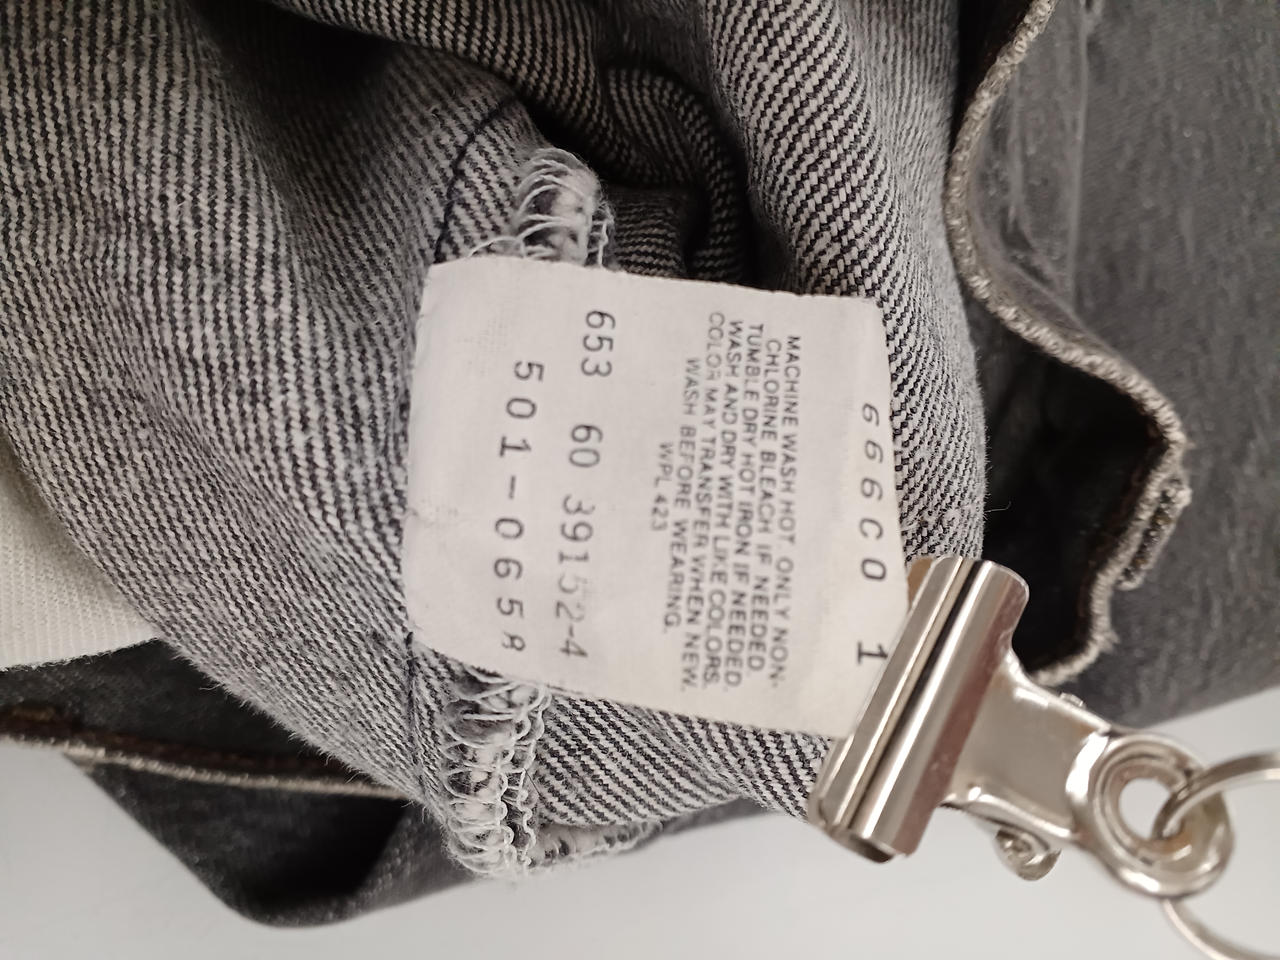 666C0 1
MACHINE WASH HOT. ONLY NON-
CHLORINE BLEACH IF NEEDED.
TUMBLE DRY HOT IRON IF NEEDED.
WASH AND DRY WITH LIKE COLORS.
COLOR MAY TRANSFER WHEN NEW.
WASH BEFORE WEARING.
WPL 423
653 60 39152-4
501-0658